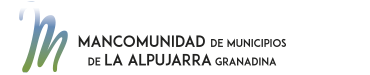 MANCOMUNIDAD DE MUNICIPIOS
DE LA ALPUJARRA GRANADINA